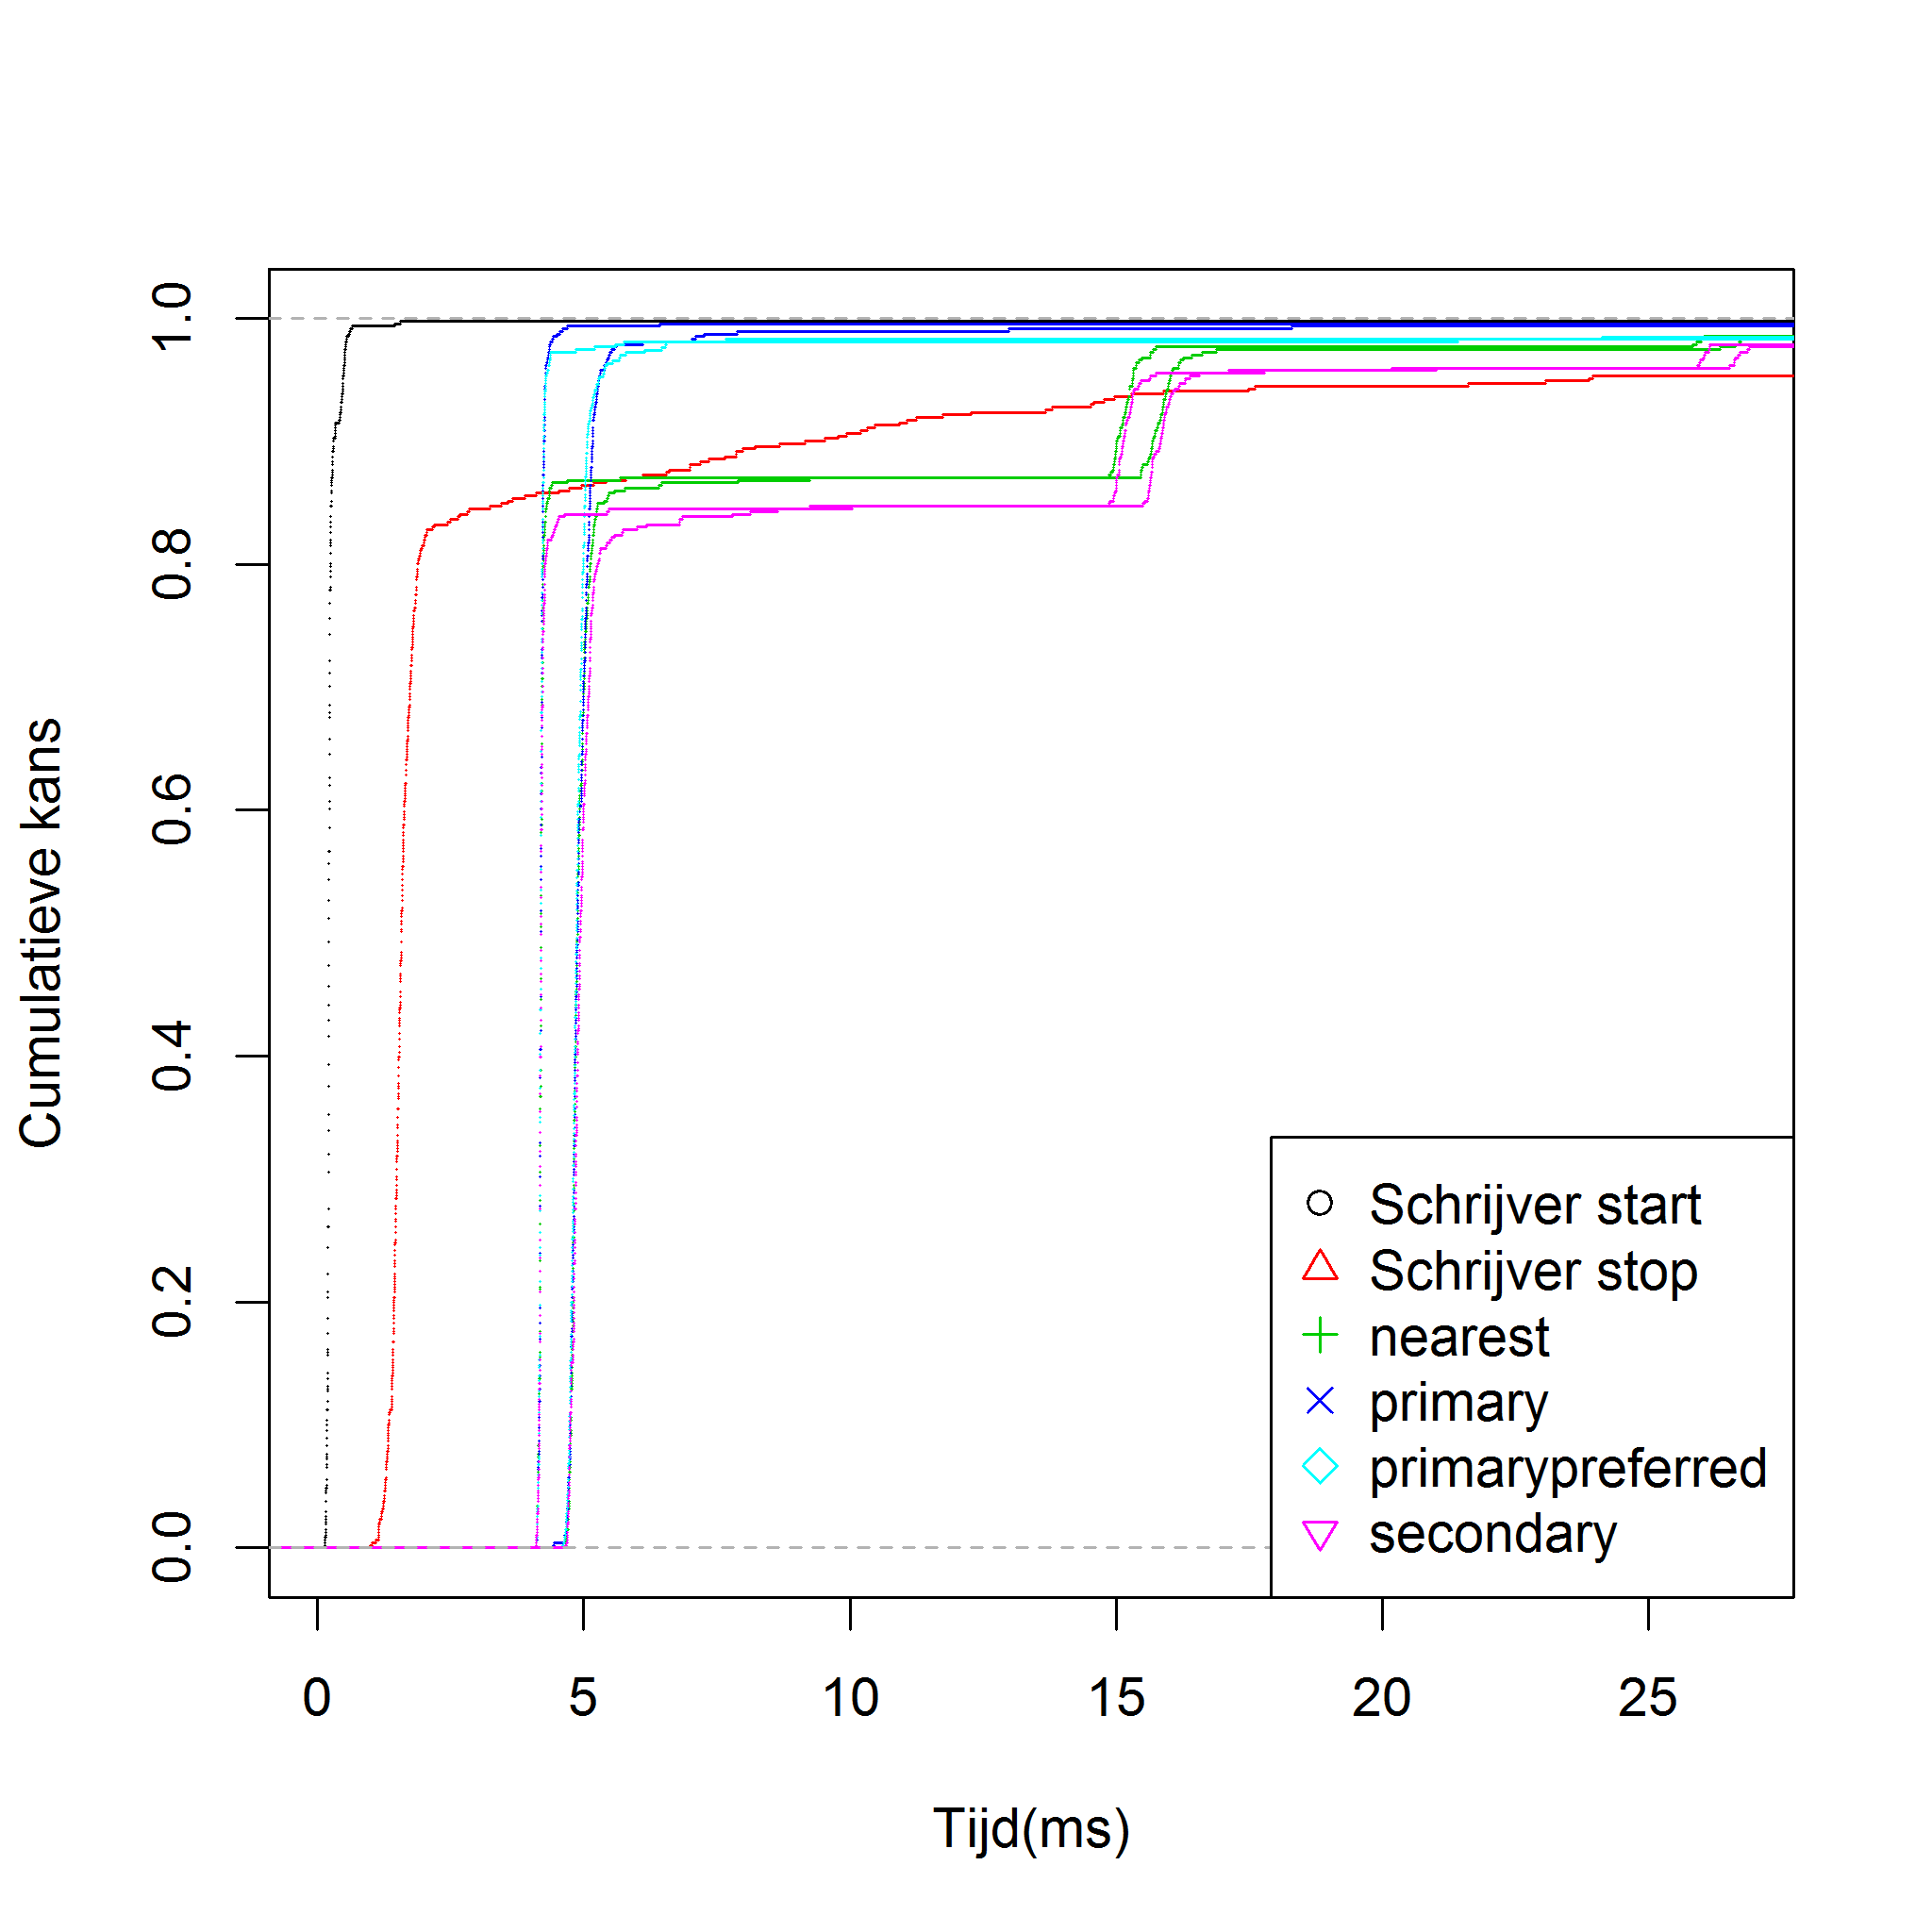 Cumulatieve kans
1.0
0.8
0.6
0.4
0.2
0.0
Schrijver start
Schrijver stop
nearest
primary
primarypreferred
secondary
0 5 10 15 20 25
Tijd(ms)